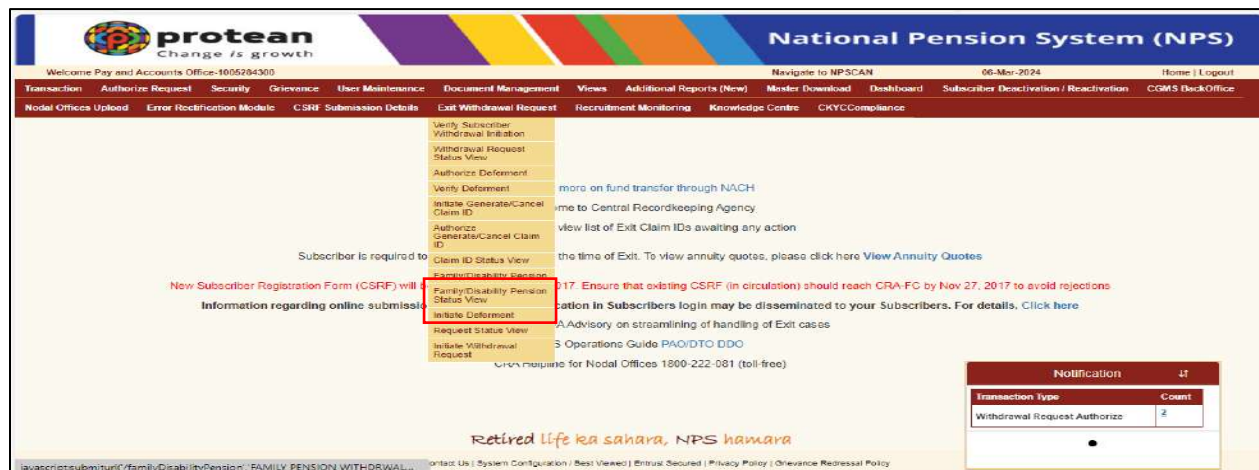 protean
Change is growth
National Pension System (NPS)
Welcome Pay and Accounts Office-1005284300
Navigate to NPSCAN
06-Mar-2024
Home | Logout
Transaction Authorize Request Security Grievance User Maintenance Document Management Views Additional Reports (New) Master Download Dashboard Subscriber Deactivation / Reactivation CGMS BackOffice
Nodal Offices Upload Error Rectification Module CSRF Submission Details Exit Withdrawal Request Recruitment Monitoring Knowledge Centre CKYCCompliance
Verify Subscriber
Withdrawal Initiation
Withdrawal Request
Status View
Authorize Deferment
Verify Deferment
Initiate Generate/Cancel
Claim ID
Authorize
Generate/Cancel Claim
ID
Claim ID Status View
Family/Disability Pension
Family/Disability Pension
Status View
Initiate Deferment
Request Status View
Initiate Withdrawal
Request
more on fund transfer through NACH
me to Central Recordkeeping Agency
view list of Exit Claim IDs awaiting any action
Subscriber is required to the time of Exit. To view annuity quotes, please click here View Annuity Quotes
New Subscriber Registration Form (CSRF) will b 17. Ensure that existing CSRF (in circulation) should reach CRA-FC by Nov 27, 2017 to avoid rejections
Information regarding online submissio cation in Subscribers login may be disseminated to your Subscribers. For details, Click here
A Advisory on streamlining of handling of Exit cases
S Operations Guide PAO/DTO DDO
CRA Helpline for Nodal Offices 1800-222-081 (toll-free)
Notification
Transaction Type Count
Withdrawal Request Authorize 2
Retired life ka sahara, NPS hamara
javascript:submiturl('/familyDisabilityPension' 'FAMILY PENSION WITHDRWAL...
ontact Us | System Configuration / Best Viewed | Entrust Secured | Privacy Policy | Grievance Redressal Policy